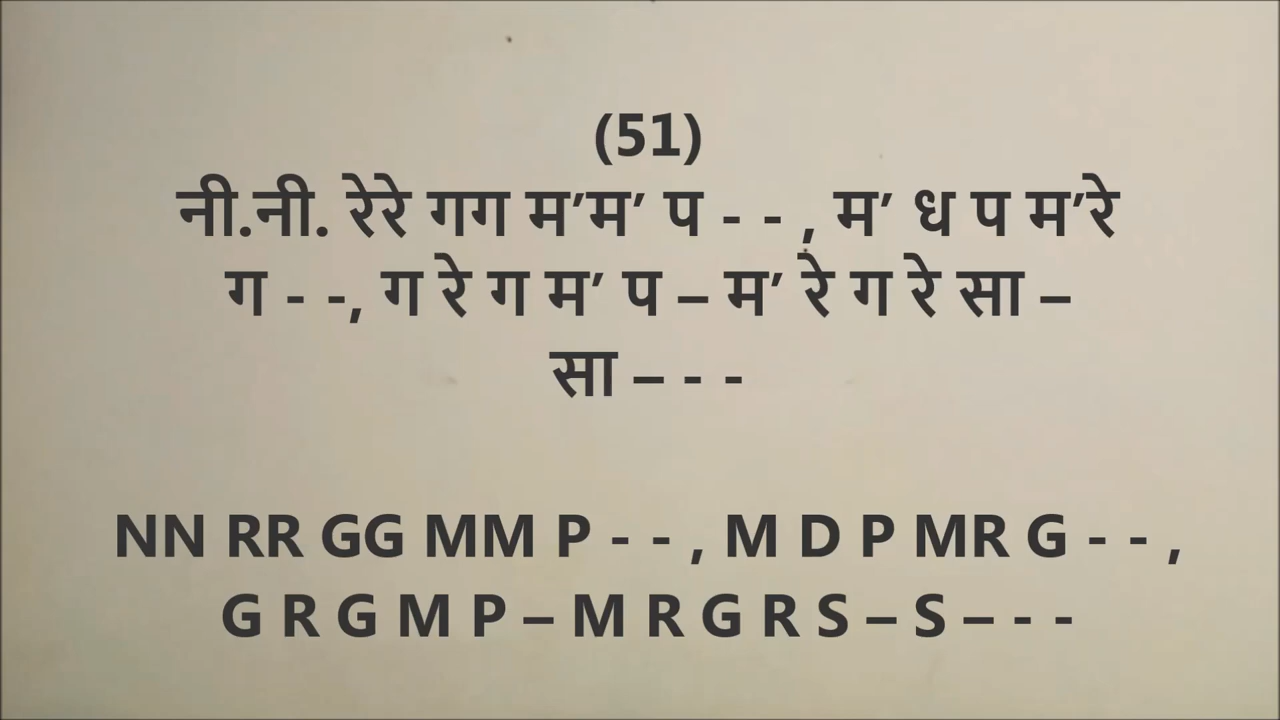 (51)
नी.नी. रेरे गग म’म’ प - - , म’ ध प म’रे
ग - -, ग रे ग म’ प – म’ रे ग रे सा –
सा – - -
NN RR GG MM P - - , M D P MR G - - ,
G R G M P – M R G R S – S – - -